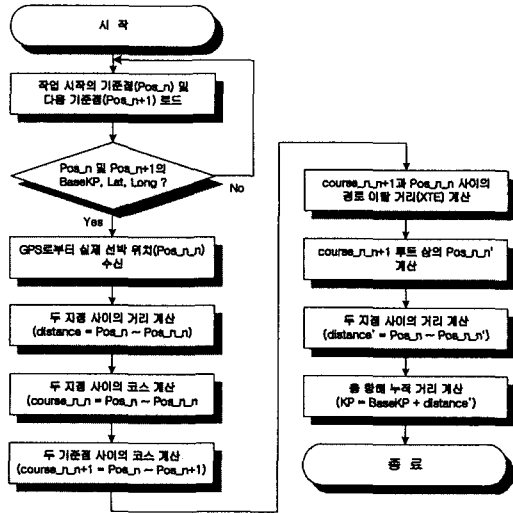 시 작
작업 시작의 기준점(Pos_n) 및
다음 기준점(Pos_n+1) 로드
Pos_n 및 Pos_n+1의
BaseKP, Lat, Long ?
No
Yes
GPS로부터 실제 선박 위치(Pos_n_n)
수신
두 지점 사이의 거리 계산
(distance = Pos_n ~ Pos_n_n)
두 지점 사이의 코스 계산
(course_n_n = Pos_n ~ Pos_n_n
두 기준점 사이의 코스 계산
(course_n_n+1 = Pos_n ~ Pos_n+1)
course_n_n+1과 Pos_n_n 사이의
경로 이탈 거리(XTE) 계산
course_n_n+1 루트 상의 Pos_n_n'
계산
두 지점 사이의 거리 계산
(distance' = Pos_n ~ Pos_n_n')
총 항해 누적 거리 계산
(KP = BaseKP + distance')
종 료